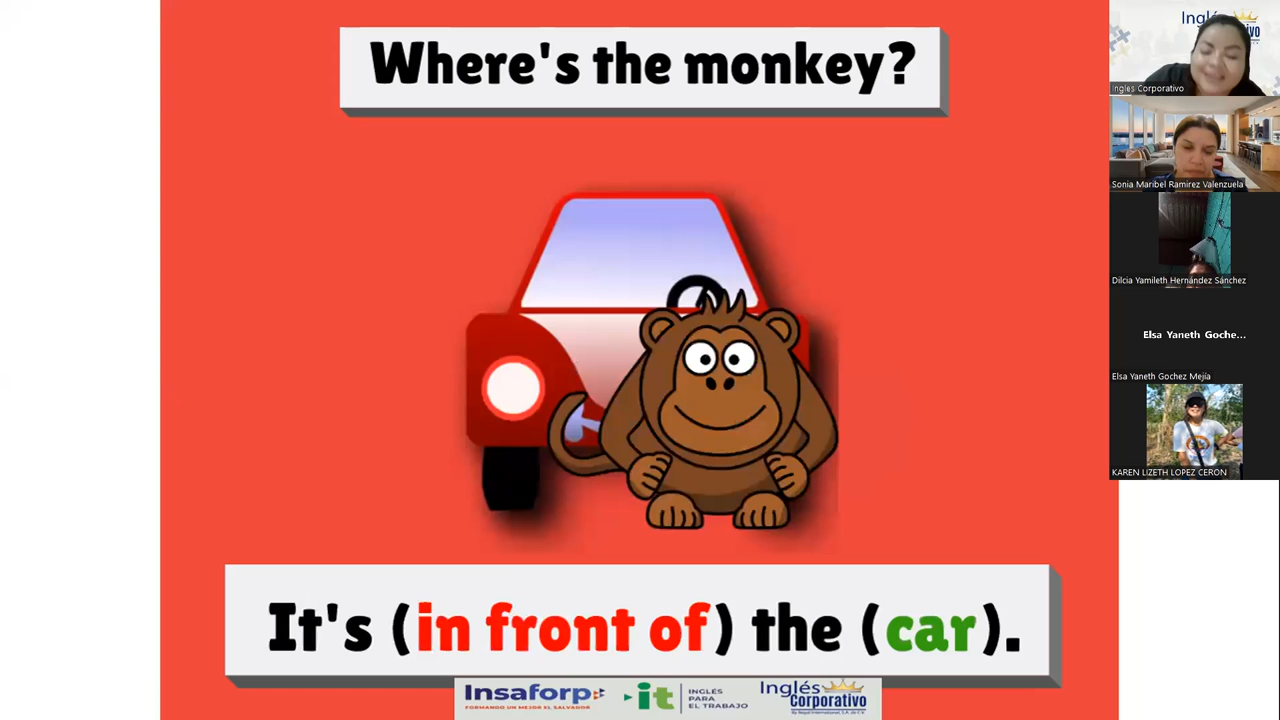 Where's the monkey?
It's (in front of) the (car).
Insaforp
FORMANDO UN MEJOR EL SALVADOR
it
INGLÉS
PARA
EL TRABAJO
Inglés
Corporativo
Inglés Corporativo
Sonia Maribel Ramirez Valenzuela
Dilcia Yamileth Hernández Sánchez
Elsa Yaneth Goche...
Elsa Yaneth Gochez Mejía
KAREN LIZETH LOPEZ CERON